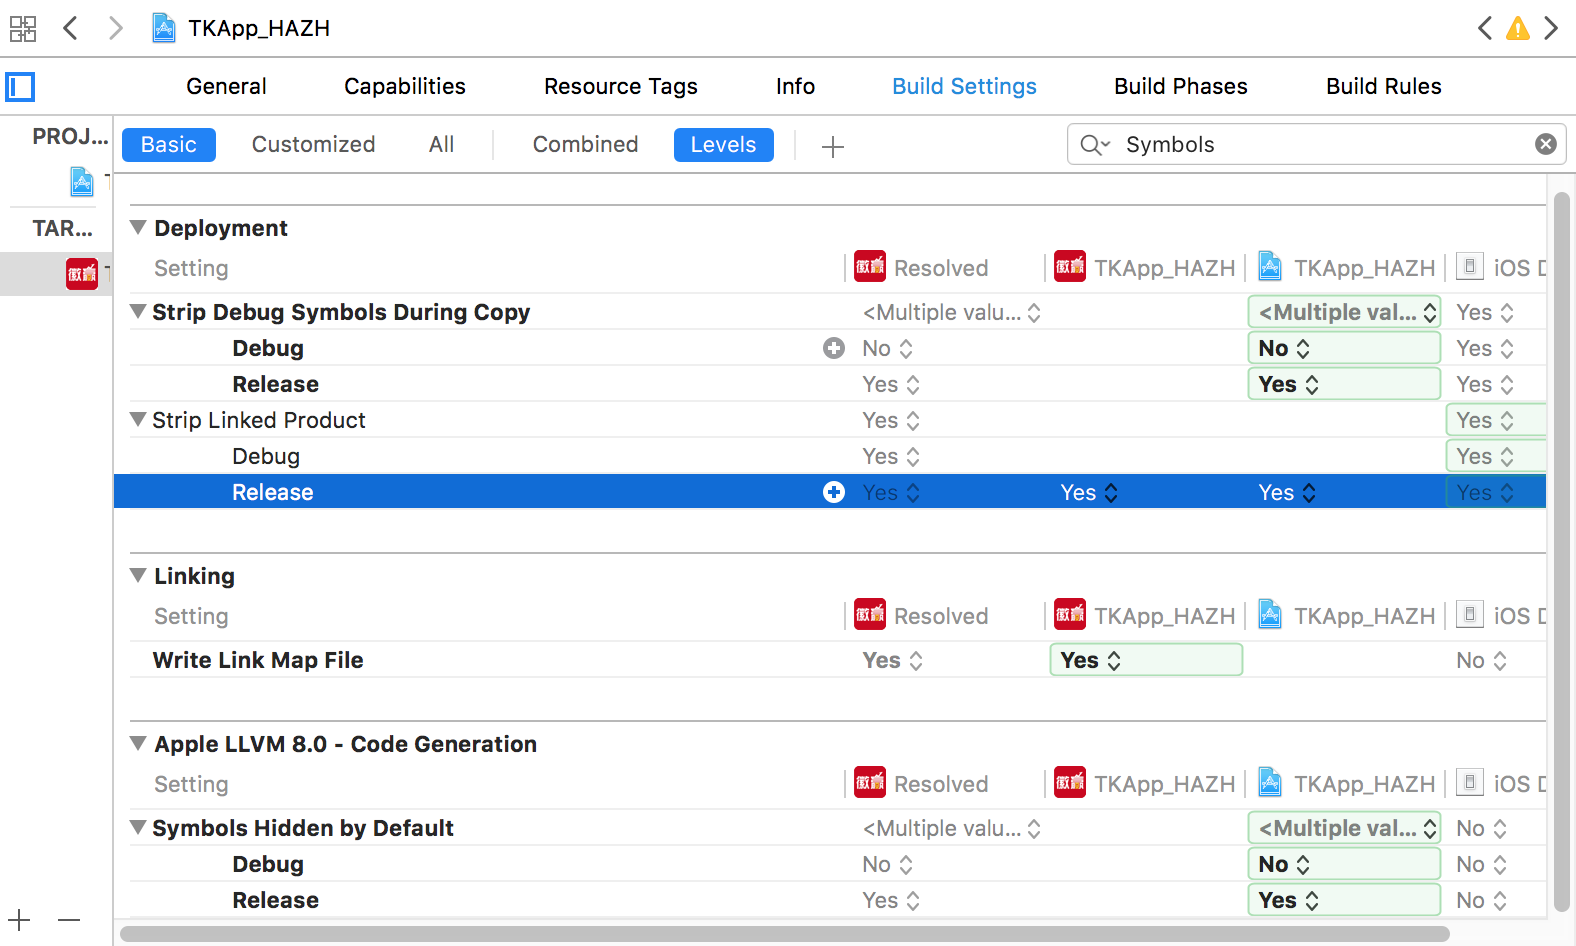 TKApp_HAZH
General Capabilities Resource Tags Info Build Settings Build Phases Build Rules
PROJ...
Basic Customized All Combined Levels Symbols
TAR...
Deployment
Setting Resolved TKApp_HAZH TKApp_HAZH iOS D
Strip Debug Symbols During Copy <Multiple valu... <Multiple val... Yes
Debug No No Yes
Release Yes Yes Yes
Strip Linked Product Yes Yes
Debug Yes Yes
Release Yes Yes Yes Yes
Linking
Setting Resolved TKApp_HAZH TKApp_HAZH iOS D
Write Link Map File Yes Yes No
Apple LLVM 8.0 - Code Generation
Setting Resolved TKApp_HAZH TKApp_HAZH iOS D
Symbols Hidden by Default <Multiple valu... <Multiple val... No
Debug No No No
Release Yes Yes No